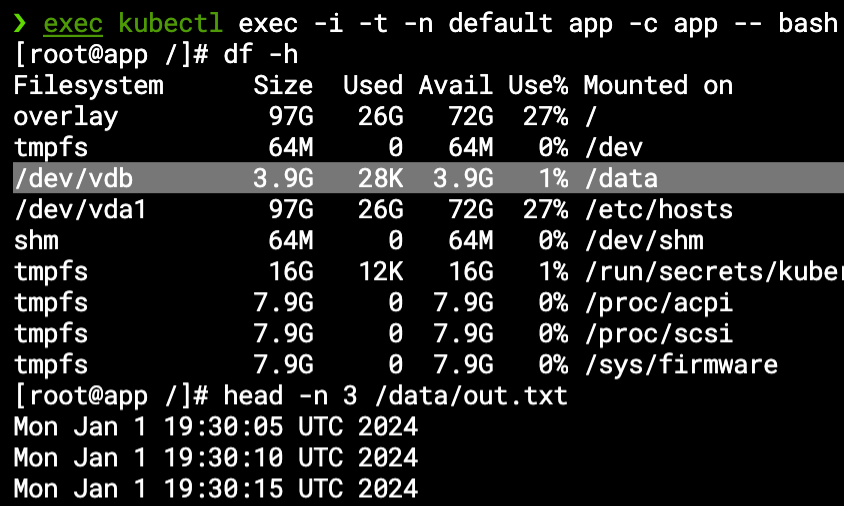 ❯ exec kubectl exec -i -t -n default app -c app -- bash
[root@app /]# df -h
Filesystem      Size  Used Avail Use% Mounted on
overlay          97G   26G   72G  27% /
tmpfs            64M     0   64M   0% /dev
/dev/vdb        3.9G   28K  3.9G   1% /data
/dev/vda1        97G   26G   72G  27% /etc/hosts
shm              64M     0   64M   0% /dev/shm
tmpfs            16G   12K   16G   1% /run/secrets/kuber
tmpfs           7.9G     0  7.9G   0% /proc/acpi
tmpfs           7.9G     0  7.9G   0% /proc/scsi
tmpfs           7.9G     0  7.9G   0% /sys/firmware
[root@app /]# head -n 3 /data/out.txt
Mon Jan 1 19:30:05 UTC 2024
Mon Jan 1 19:30:10 UTC 2024
Mon Jan 1 19:30:15 UTC 2024